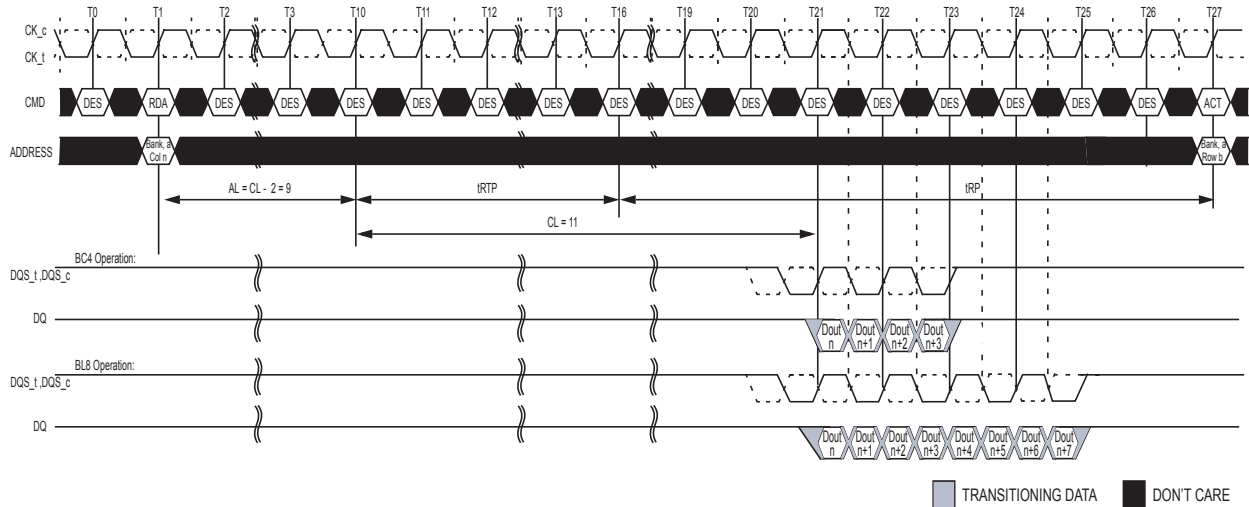 T0 T1 T2 T3 T10 T11 T12 T13 T16 T19 T20 T21 T22 T23 T24 T25 T26 T27
CK_c
CK_t
CMD DES RDA DES DES DES DES DES DES DES DES DES DES DES DES DES DES DES ACT
ADDRESS Bank, a Bank, a
Col n Row b
AL = CL - 2 = 9 tRTP tRP
CL = 11
BC4 Operation:
DQS_t ,DQS_c
DQ Dout Dout Dout Dout
n n+1 n+2 n+3
BL8 Operation:
DQS_t ,DQS_c
DQ Dout Dout Dout Dout Dout Dout Dout Dout
n n+1 n+2 n+3 n+4 n+5 n+6 n+7
TRANSITIONING DATA DON'T CARE